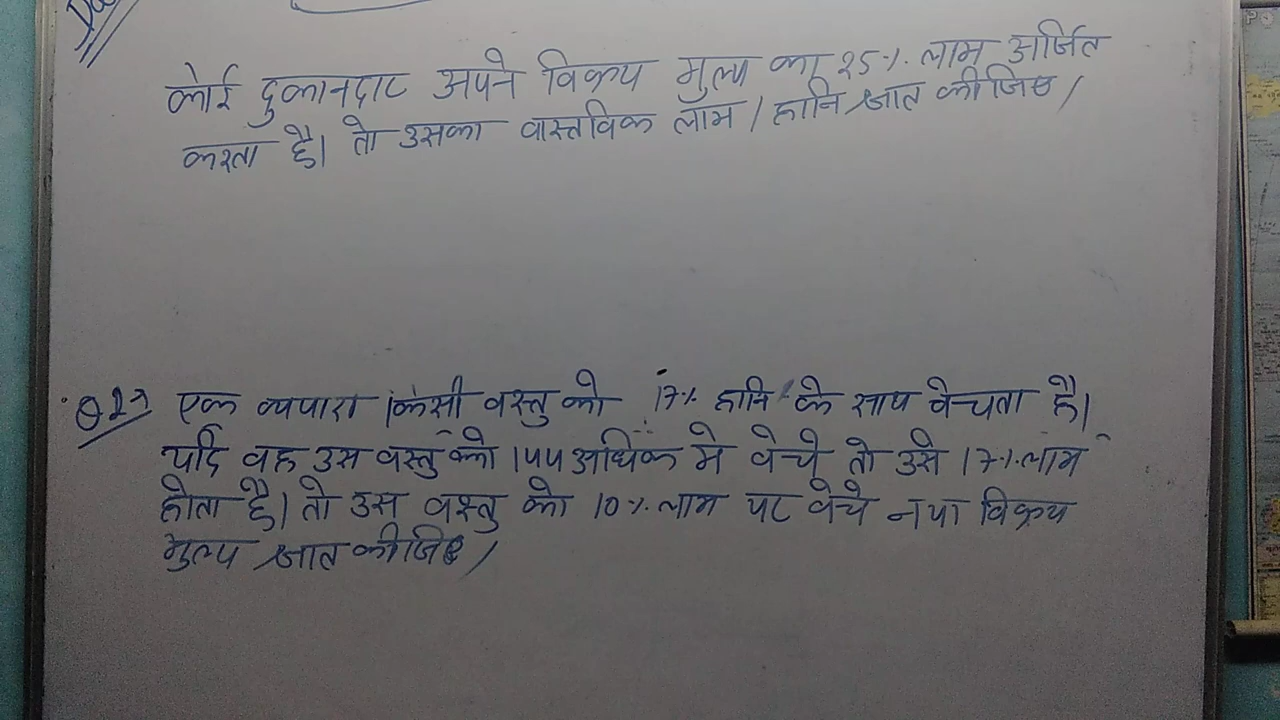 कोई दुकानदार अपने विक्रय मुल्य का 25% लाभ अर्जित
करता है। तो उसका वास्तविक लाभ / हानि ज्ञात कीजिए /
Q2→ एक व्यपारी किसी वस्तु को 17% हानि के साथ बेचता है।
यदि वह उस वस्तु को अधिक मे बेचे तो उसे 17% लाभ
होता है। तो उस वस्तु को 10% लाभ पर बेचे नया विक्रय
मुल्य ज्ञात कीजिए /